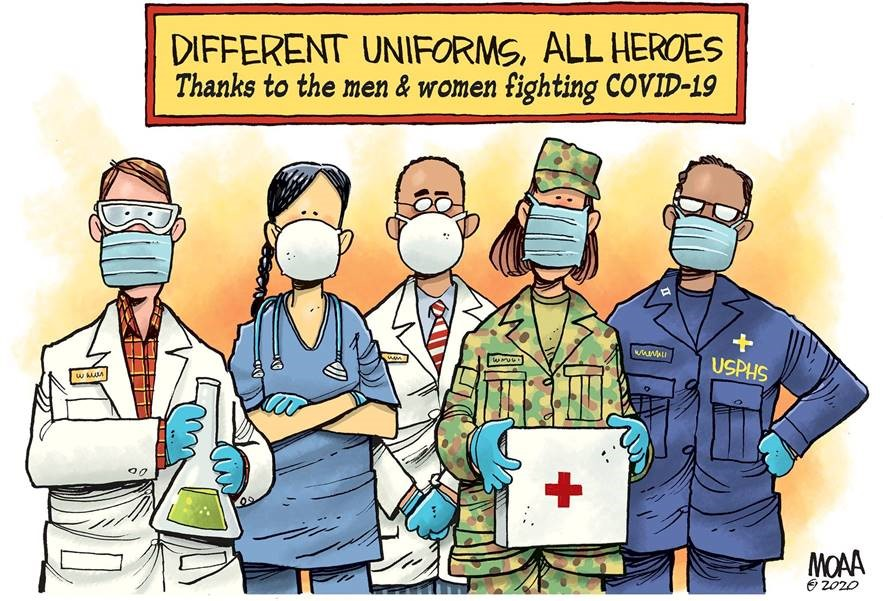 DIFFERENT UNIFORMS, ALL HEROES
Thanks to the men & women fighting COVID-19
USPHS
MOAA
© 2020